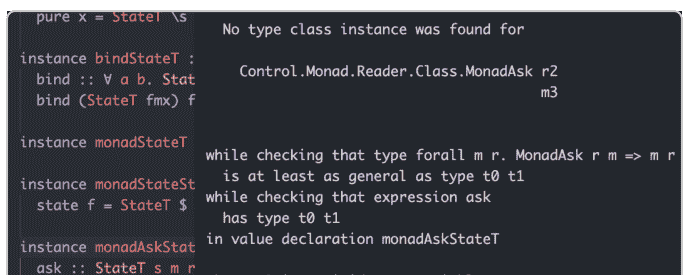 pure x = StateT \s
No type class instance was found for
instance bindStateT :
Control.Monad.Reader.Class.MonadAsk r2
bind :: ∀ a b. Stat
m3
bind (StateT fmx) f
instance monadStateT
while checking that type forall m r. MonadAsk r m => m r
is at least as general as type t0 t1
instance monadStateSt
while checking that expression ask
state f = StateT $
has type t0 t1
in value declaration monadAskStateT
instance monadAskStat
ask :: StateT s m r